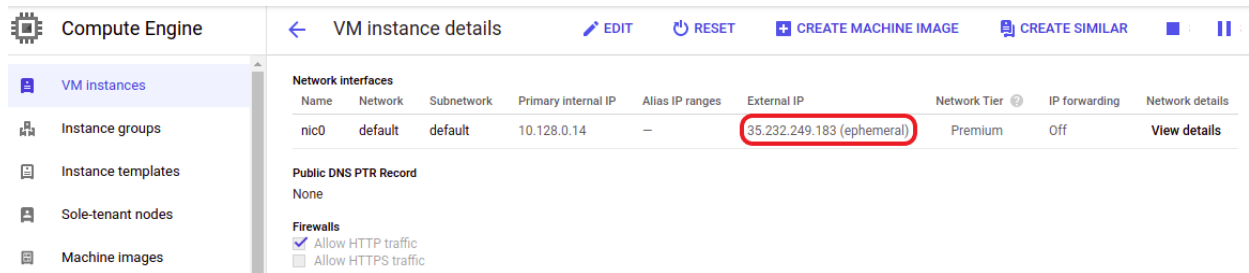 Compute Engine
VM instance details
EDIT
RESET
CREATE MACHINE IMAGE
CREATE SIMILAR
VM instances
Instance groups
Instance templates
Sole-tenant nodes
Machine images
Network interfaces
Name Network Subnetwork Primary internal IP Alias IP ranges External IP Network Tier IP forwarding Network details
nic0 default default 10.128.0.14 — 35.232.249.183 (ephemeral) Premium Off View details
Public DNS PTR Record
None
Firewalls
Allow HTTP traffic
Allow HTTPS traffic